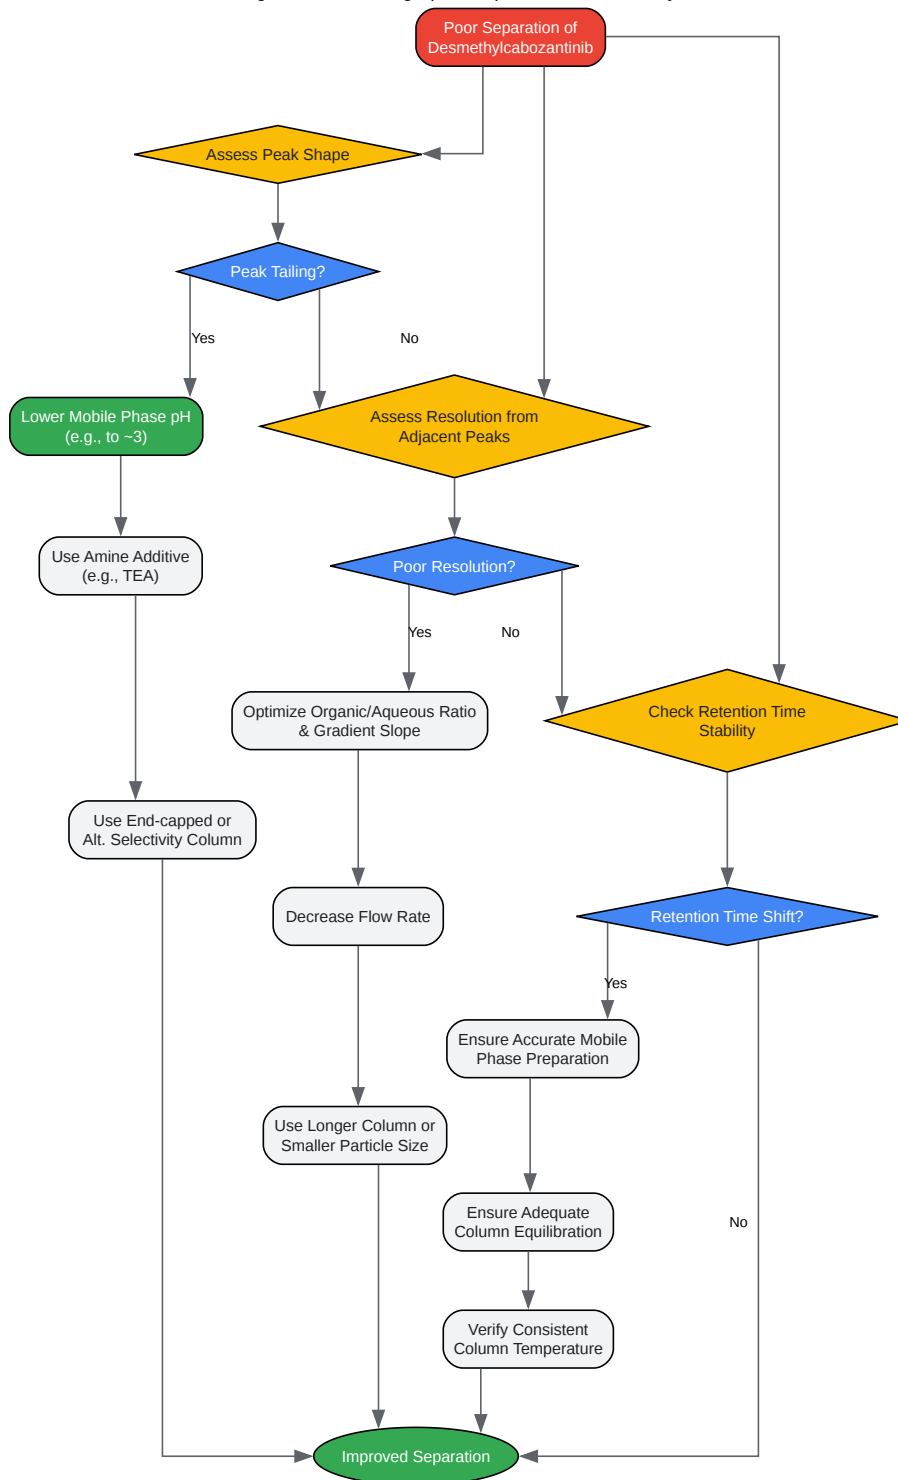 Poor Separation of
Desmethylcabozantinib
Assess Peak Shape
Peak Tailing?
Yes
No
Lower Mobile Phase pH
(e.g., to ~3)
Assess Resolution from
Adjacent Peaks
Use Amine Additive
(e.g., TEA)
Poor Resolution?
Yes
No
Optimize Organic/Aqueous Ratio
& Gradient Slope
Check Retention Time
Stability
Use End-capped or
Alt. Selectivity Column
Decrease Flow Rate
Retention Time Shift?
Yes
Ensure Accurate Mobile
Phase Preparation
Use Longer Column or
Smaller Particle Size
Ensure Adequate
Column Equilibration
No
Verify Consistent
Column Temperature
Improved Separation